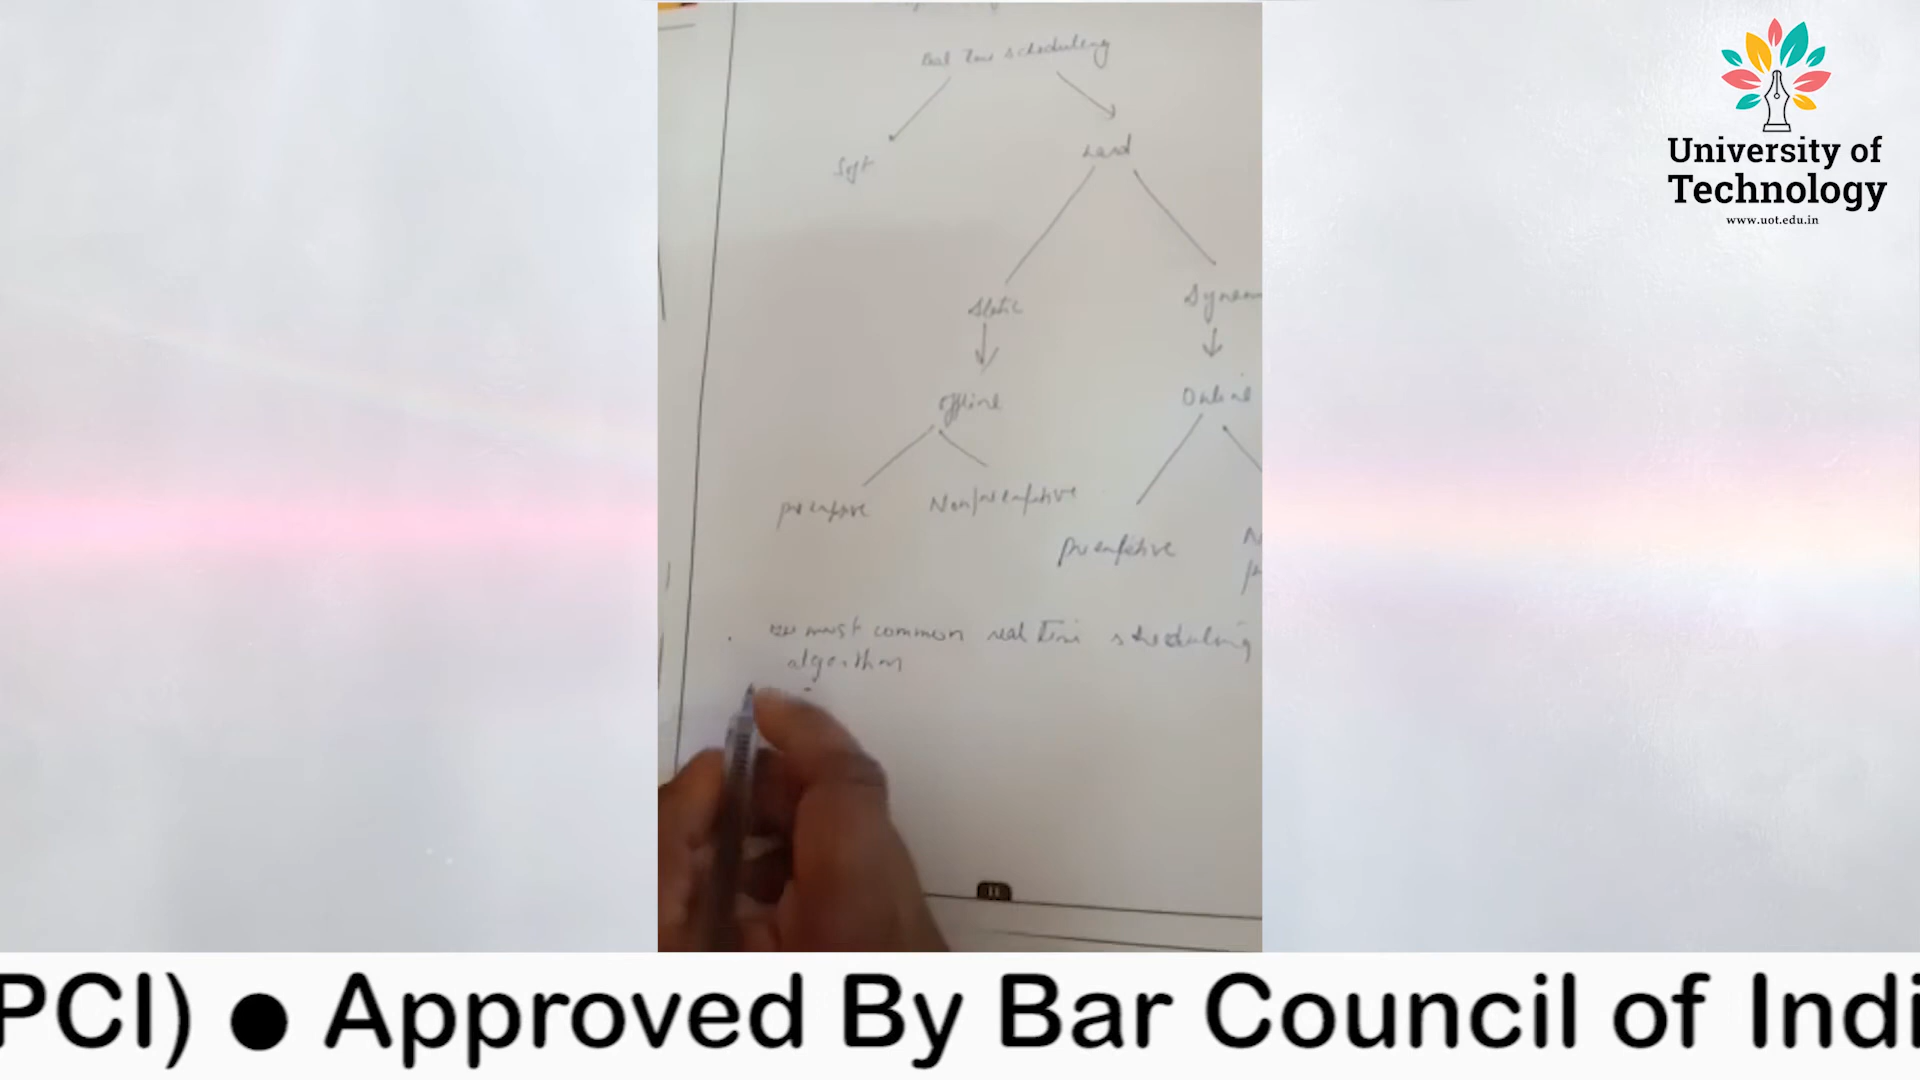 Real Time scheduling
Soft
Hard
Static
Dynam
offline
Online
preemptive
Nonpreemptive
Preemptive
most common real time scheduling
algorithm
University of
Technology
www.uot.edu.in
PCI) ● Approved By Bar Council of Indi